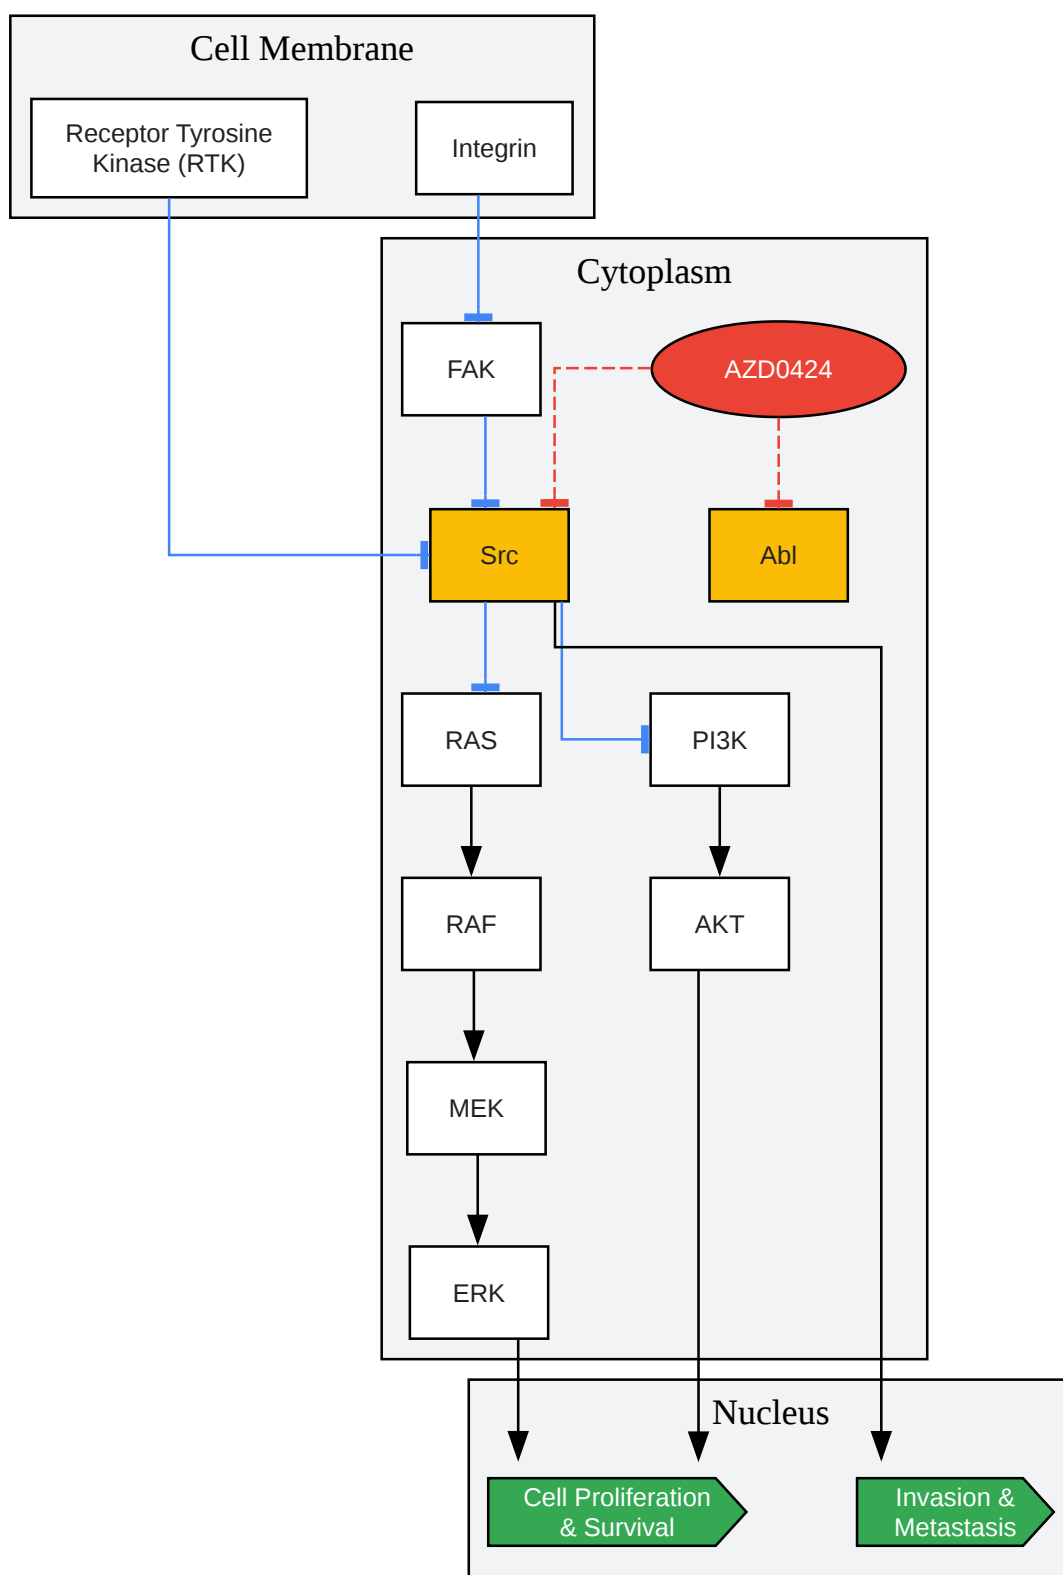 Cell Membrane
Receptor Tyrosine
Kinase (RTK)
Integrin
Cytoplasm
FAK
AZD0424
Src
Abl
RAS
PI3K
RAF
AKT
MEK
ERK
Nucleus
Cell Proliferation
& Survival
Invasion &
Metastasis